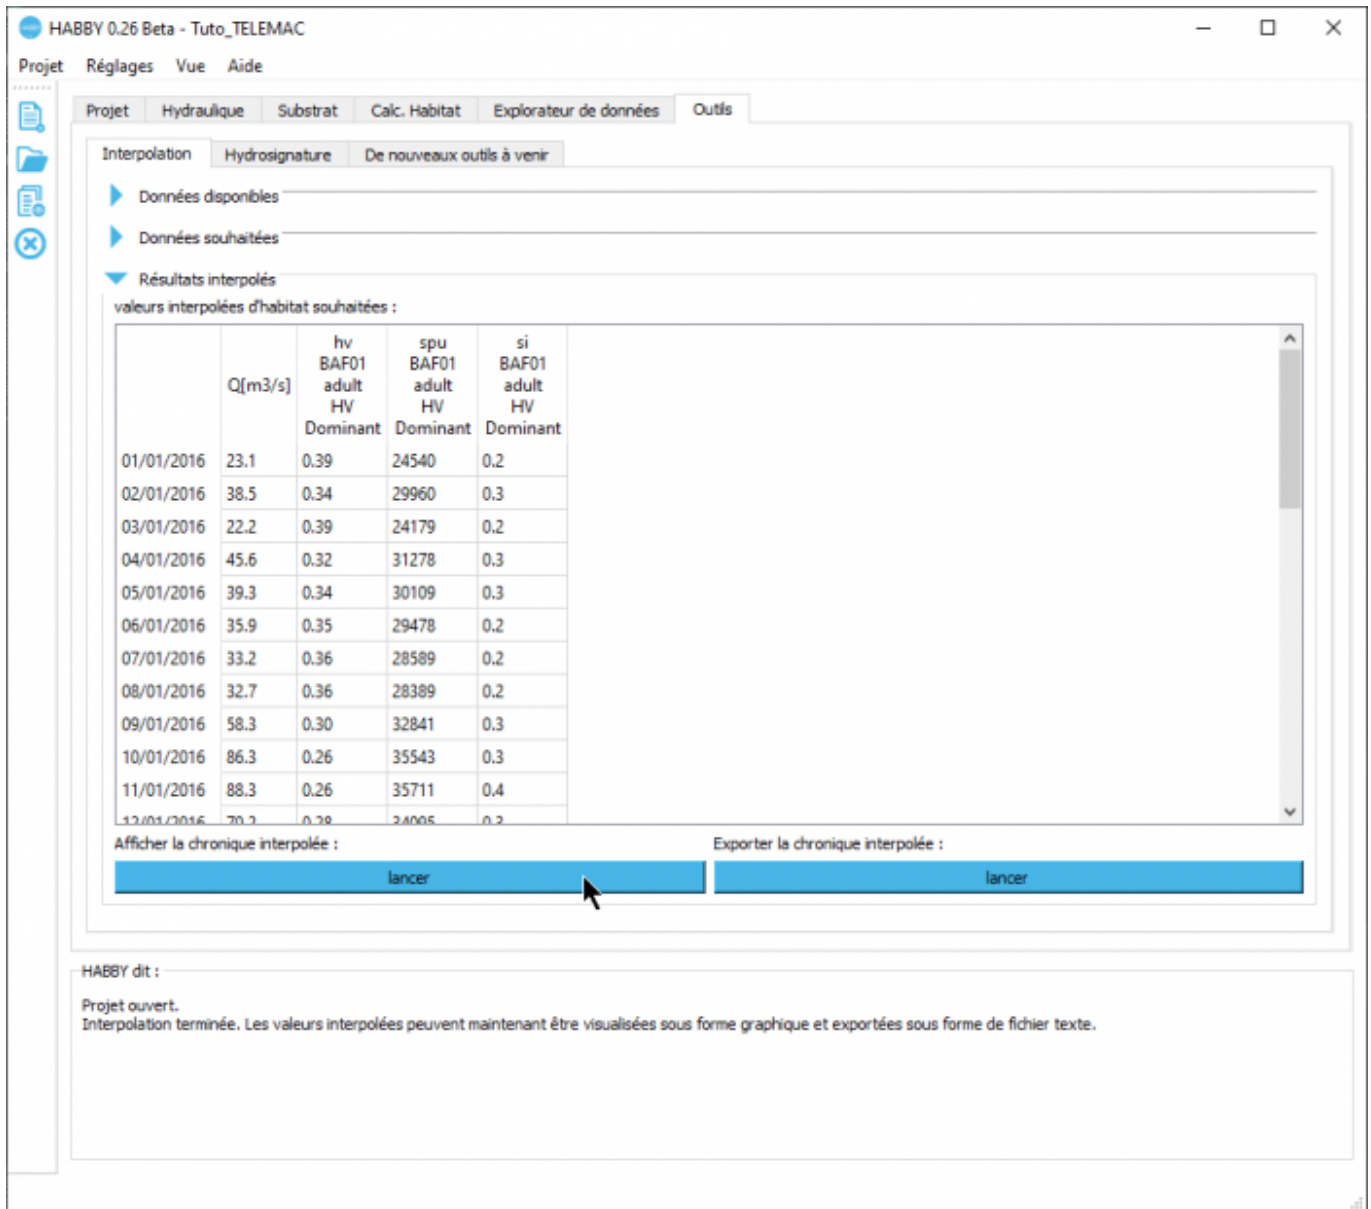 HABBY 0.26 Beta - Tuto_TELEMAC
Projet Réglages Vue Aide
Projet Hydraulique Substrat Calc. Habitat Explorateur de données Outils
Interpolation Hydrosignature De nouveaux outils à venir
Données disponibles
Données souhaitées
Résultats interpolés
valeurs interpolées d'habitat souhaitées :
Q[m3/s] hv BAF01 adult HV Dominant spu BAF01 adult HV Dominant si BAF01 adult HV Dominant
01/01/2016 23.1 0.39 24540 0.2
02/01/2016 38.5 0.34 29960 0.3
03/01/2016 22.2 0.39 24179 0.2
04/01/2016 45.6 0.32 31278 0.3
05/01/2016 39.3 0.34 30109 0.3
06/01/2016 35.9 0.35 29478 0.2
07/01/2016 33.2 0.36 28589 0.2
08/01/2016 32.7 0.36 28389 0.2
09/01/2016 58.3 0.30 32841 0.3
10/01/2016 86.3 0.26 35543 0.3
11/01/2016 88.3 0.26 35711 0.4
12/01/2016 70.2 0.28 34095 0.3
Afficher la chronique interpolée : Exporter la chronique interpolée :
lancer lancer
HABBY dit :
Projet ouvert.
Interpolation terminée. Les valeurs interpolées peuvent maintenant être visualisées sous forme graphique et exportées sous forme de fichier texte.